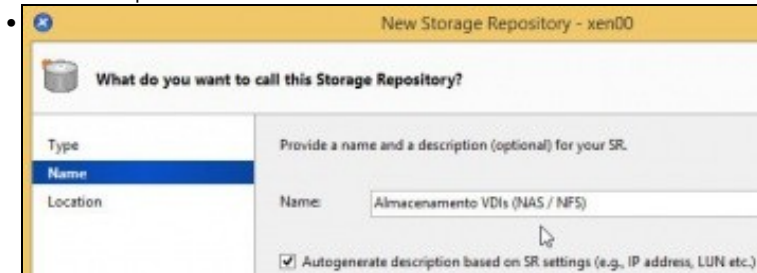 New Storage Repository - xen00
What do you want to call this Storage Repository?
Type
Provide a name and a description (optional) for your SR.
Name
Location
Name:
Almacenamento VDIs (NAS / NFS)
Autogenerate description based on SR settings (e.g., IP address, LUN etc.)